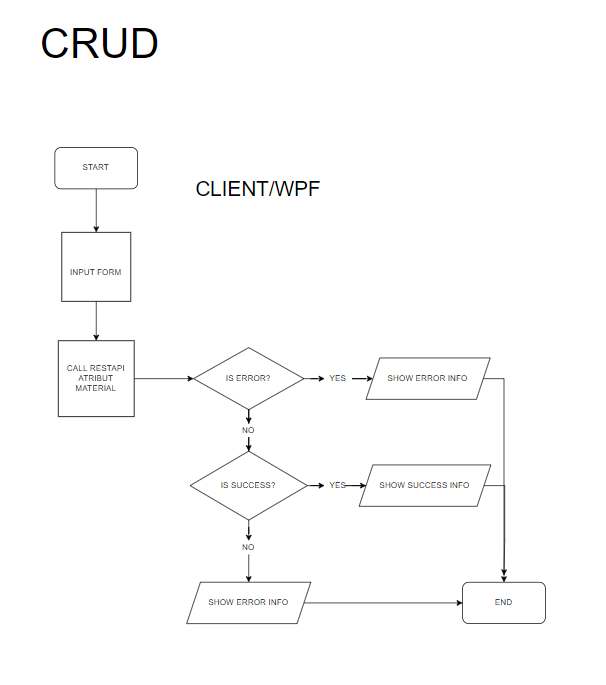 CRUD
START
CLIENT/WPF
INPUT FORM
CALL RESTAPI
ATRIBUT
MATERIAL
IS ERROR?
YES
SHOW ERROR INFO
NO
IS SUCCESS?
YES
SHOW SUCCESS INFO
NO
SHOW ERROR INFO
END